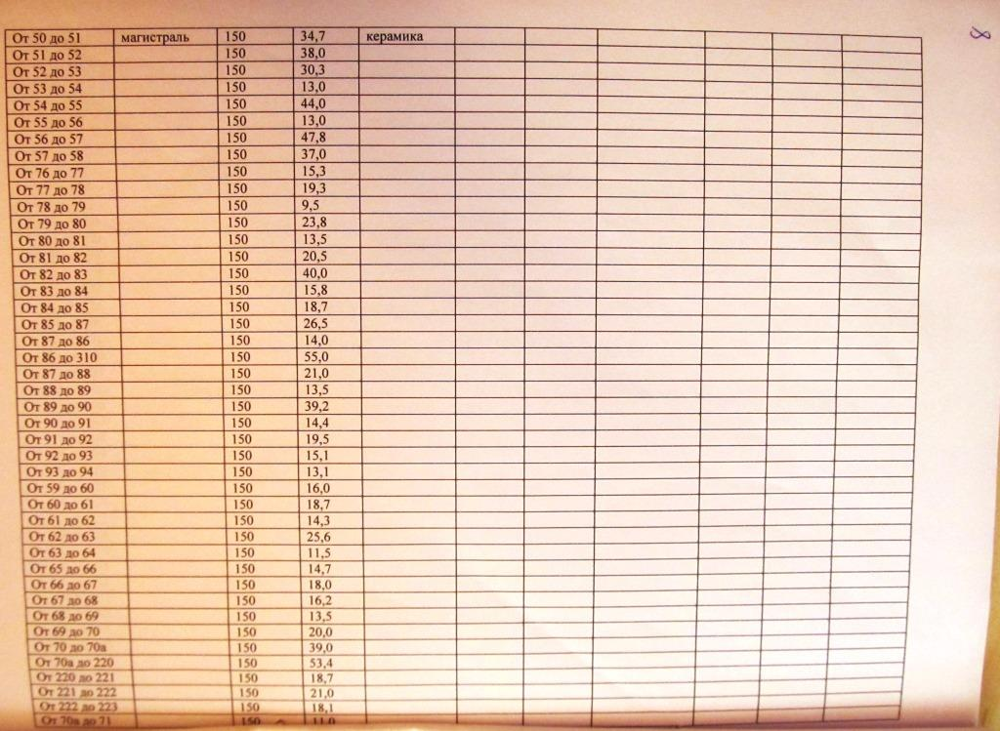 От 50 до 51 магистраль 150 34,7 керамика
От 51 до 52 150 38,0
От 52 до 53 150 30,3
От 53 до 54 150 13,0
От 54 до 55 150 44,0
От 55 до 56 150 13,0
От 56 до 57 150 47,8
От 57 до 58 150 37,0
От 76 до 77 150 15,3
От 77 до 78 150 19,3
От 78 до 79 150 9,5
От 79 до 80 150 23,8
От 80 до 81 150 13,5
От 81 до 82 150 20,5
От 82 до 83 150 40,0
От 83 до 84 150 15,8
От 84 до 85 150 18,7
От 85 до 87 150 26,5
От 87 до 86 150 14,0
От 86 до 310 150 55,0
От 87 до 88 150 21,0
От 88 до 89 150 13,5
От 89 до 90 150 39,2
От 90 до 91 150 14,4
От 91 до 92 150 19,5
От 92 до 93 150 15,1
От 93 до 94 150 13,1
От 59 до 60 150 16,0
От 60 до 61 150 18,7
От 61 до 62 150 14,3
От 62 до 63 150 25,6
От 63 до 64 150 11,5
От 65 до 66 150 14,7
От 66 до 67 150 18,0
От 67 до 68 150 16,2
От 68 до 69 150 13,5
От 69 до 70 150 20,0
От 70 до 70а 150 39,0
От 70а до 220 150 53,4
От 220 до 221 150 18,7
От 221 до 222 150 21,0
От 222 до 223 150 18,1
От 70а до 71 150 11,0